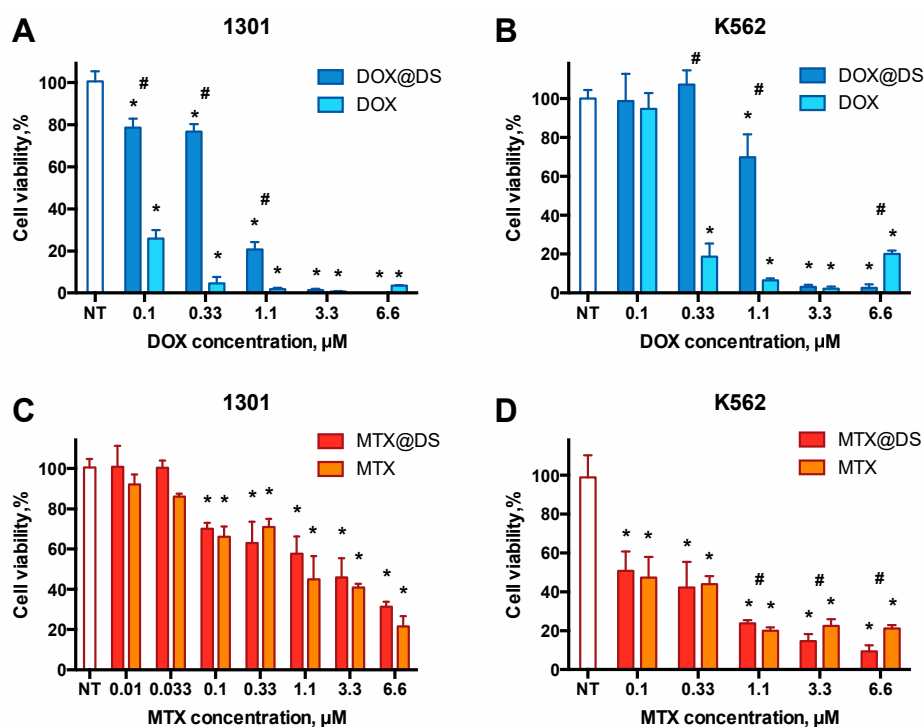 A
1301
DOX@DS
DOX
Cell viability,%
100
80
60
40
20
0
#
*
*
#
*
*
#
*
*
* *
* *
NT 0.1 0.33 1.1 3.3 6.6
DOX concentration, µM
B
K562
DOX@DS
DOX
Cell viability,%
100
80
60
40
20
0
#
*
#
*
*
* *
#
* *
NT 0.1 0.33 1.1 3.3 6.6
DOX concentration, µM
C
1301
MTX@DS
MTX
Cell viability,%
100
80
60
40
20
0
* *
* *
* *
* *
* *
NT 0.01 0.033 0.1 0.33 1.1 3.3 6.6
MTX concentration, µM
D
K562
MTX@DS
MTX
Cell viability,%
100
80
60
40
20
0
* *
* *
#
* *
#
* *
#
* *
NT 0.1 0.33 1.1 3.3 6.6
MTX concentration, µM